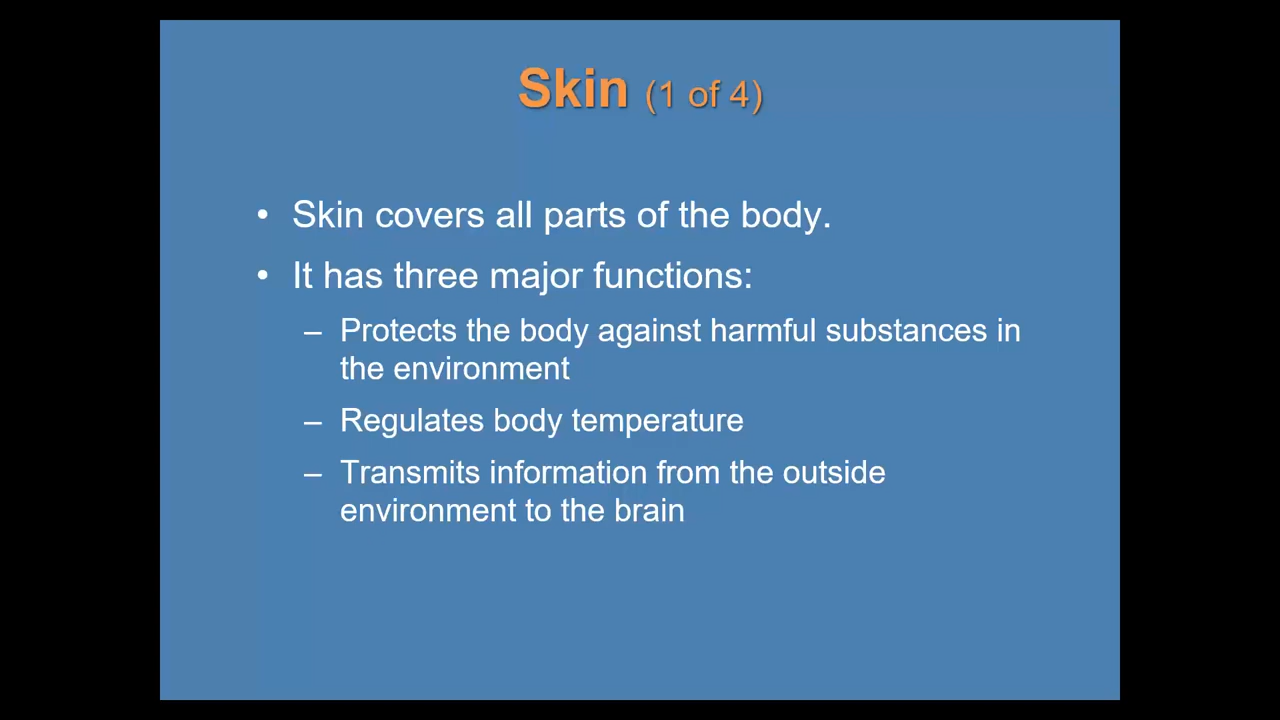 Skin (1 of 4)
• Skin covers all parts of the body.
• It has three major functions:
– Protects the body against harmful substances in
the environment
– Regulates body temperature
– Transmits information from the outside
environment to the brain